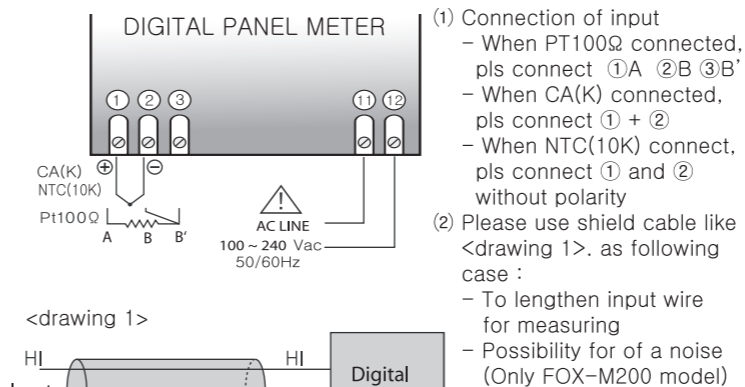 DIGITAL PANEL METER
① ② ③ ⑪ ⑫
⊕ ⊖
CA(K)
NTC(10K)
Pt100Ω
A B B'
AC LINE
100 ~ 240 Vac
50/60Hz
<drawing 1>
HI HI
Digital
(1) Connection of input
- When PT100Ω connected,
pls connect ①A ②B ③B'
- When CA(K) connected,
pls connect ① + ②
- When NTC(10K) connect,
pls connect ① and ②
without polarity
(2) Please use shield cable like
<drawing 1>. as following
case :
- To lengthen input wire
for measuring
- Possibility for of a noise
(Only FOX-M200 model)